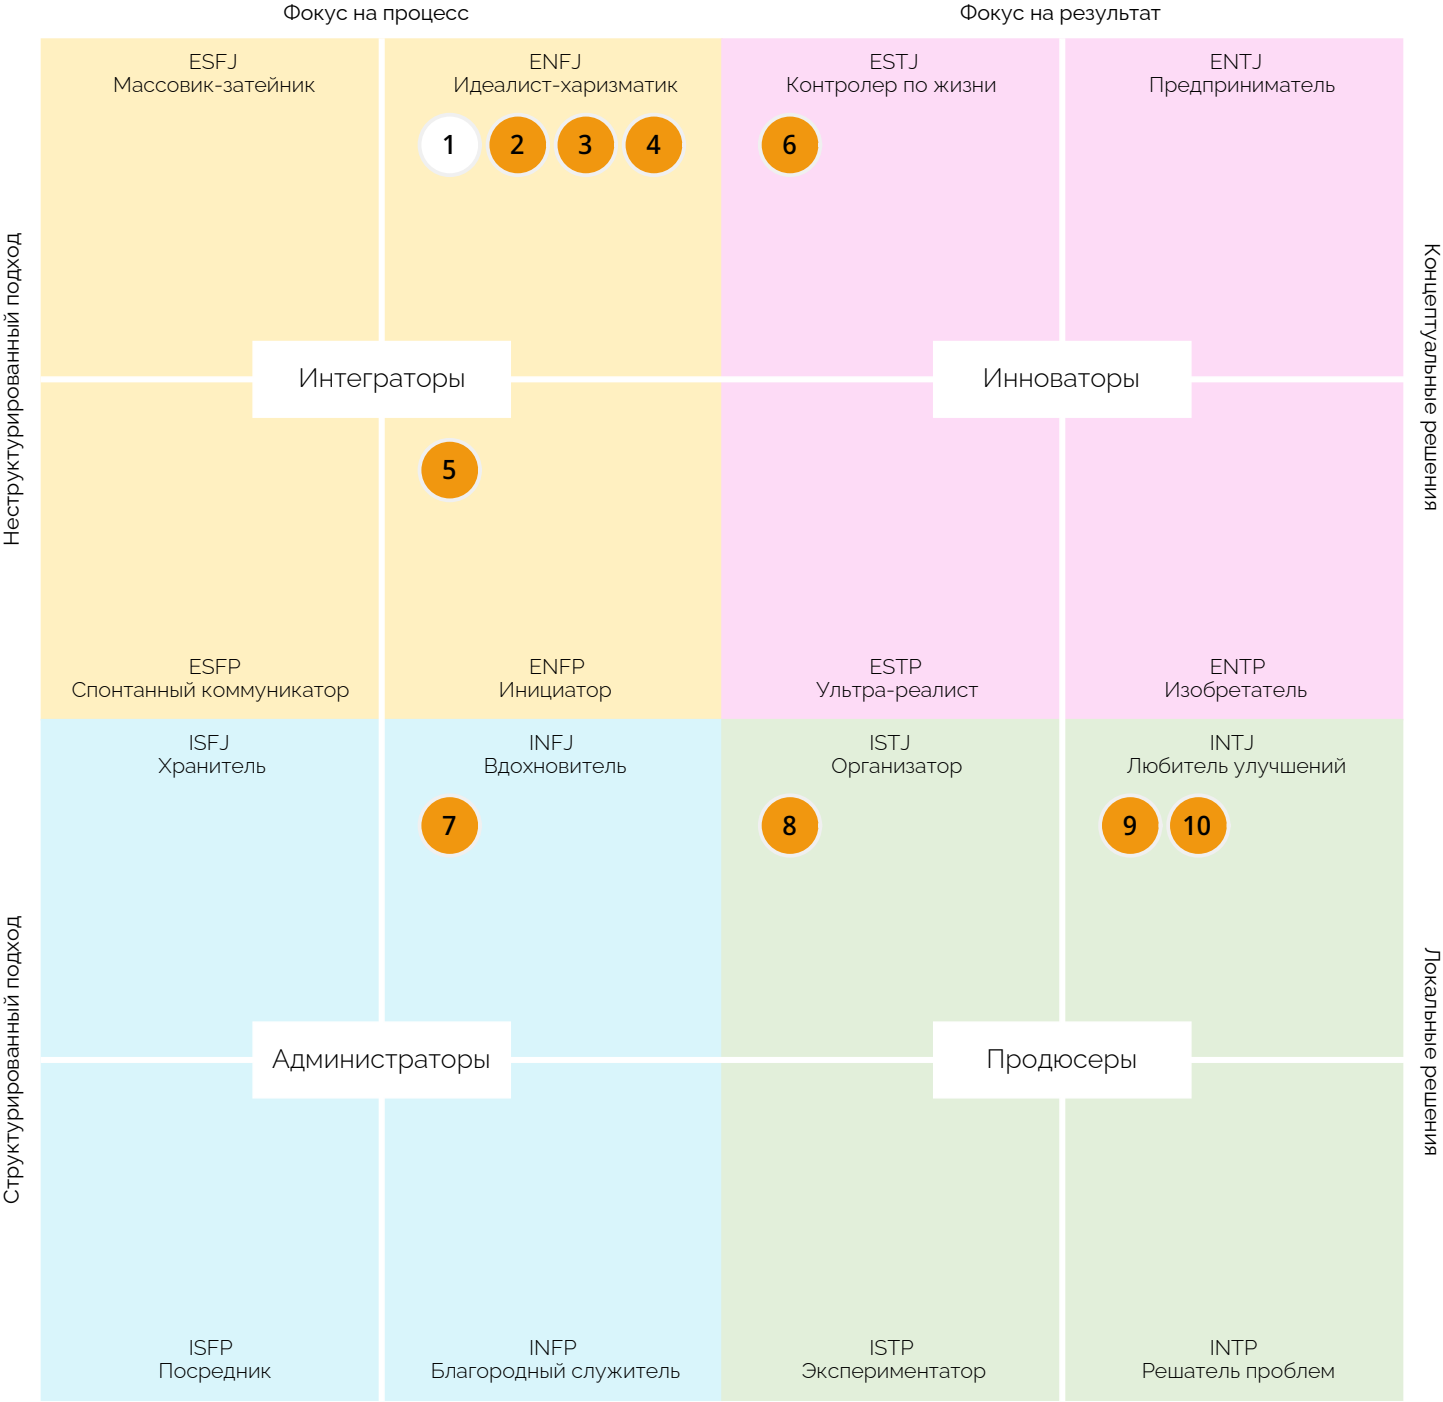 Фокус на процесс
Фокус на результат
ESFJ
Массовик-затейник
ENFJ
Идеалист-харизматик
ESTJ
Контролер по жизни
ENTJ
Предприниматель
1
2
3
4
6
Неструктурированный подход
Концептуальные решения
Интеграторы
Инноваторы
5
ESFP
Спонтанный коммуникатор
ENFP
Инициатор
ESTP
Ультра-реалист
ENTP
Изобретатель
ISFJ
Хранитель
INFJ
Вдохновитель
ISTJ
Организатор
INTJ
Любитель улучшений
7
8
9
10
Структурированный подход
Локальные решения
Администраторы
Продюсеры
ISFP
Посредник
INFP
Благородный служитель
ISTP
Экспериментатор
INTP
Решатель проблем